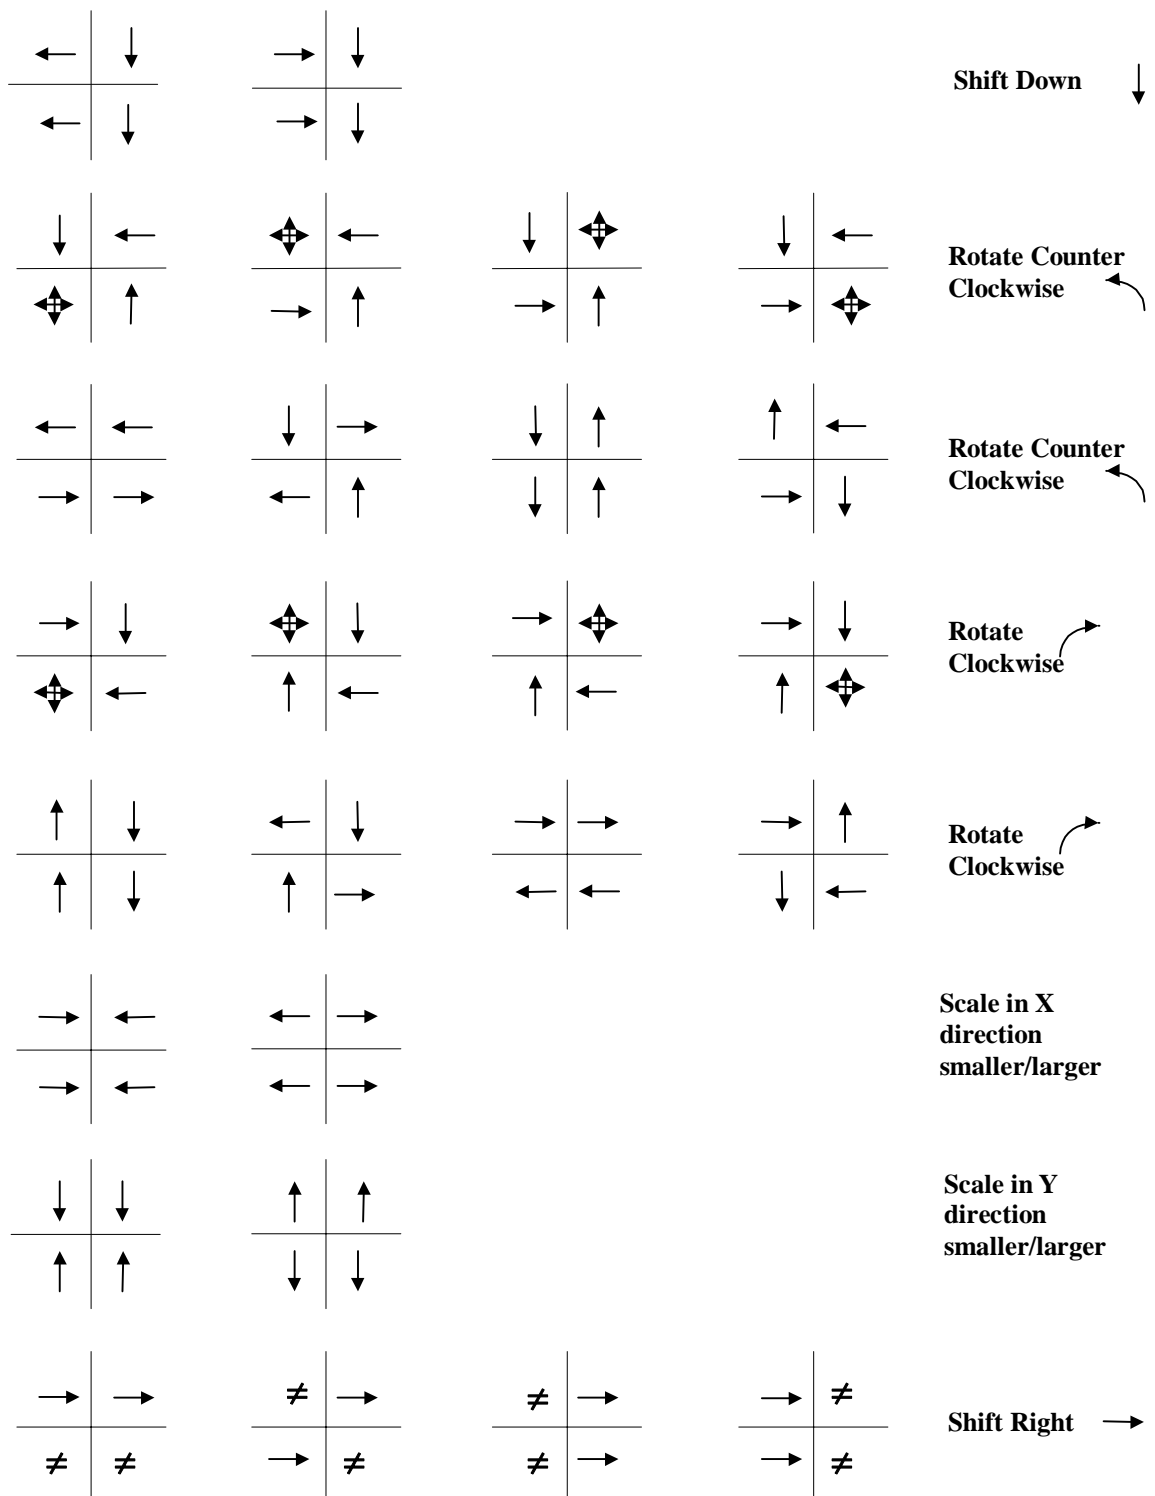 Shift Down
Rotate Counter
Clockwise
Rotate Counter
Clockwise
Rotate
Clockwise
Rotate
Clockwise
Scale in X
direction
smaller/larger
Scale in Y
direction
smaller/larger
≠ ≠ ≠
Shift Right
≠ ≠ ≠ ≠ ≠